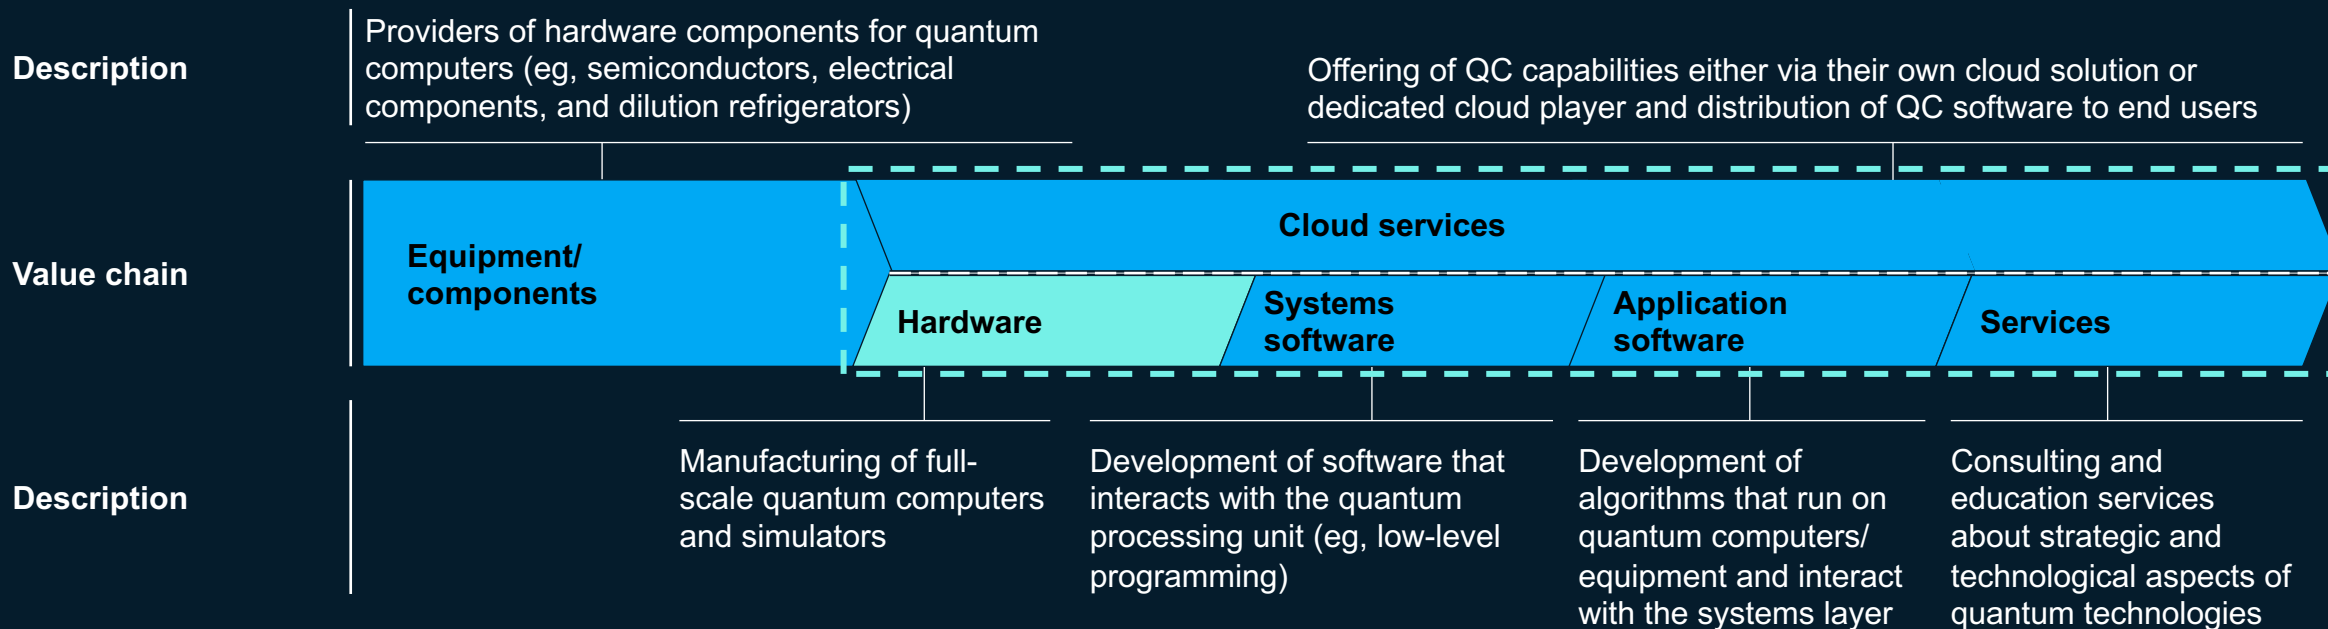 Description
Providers of hardware components for quantum
computers (eg, semiconductors, electrical
components, and dilution refrigerators)
Offering of QC capabilities either via their own cloud solution or
dedicated cloud player and distribution of QC software to end users
Value chain
Equipment/
components
Cloud services
Hardware
Systems
software
Application
software
Services
Description
Manufacturing of full-
scale quantum computers
and simulators
Development of software that
interacts with the quantum
processing unit (eg, low-level
programming)
Development of
algorithms that run on
quantum computers/
equipment and interact
with the systems layer
Consulting and
education services
about strategic and
technological aspects of
quantum technologies